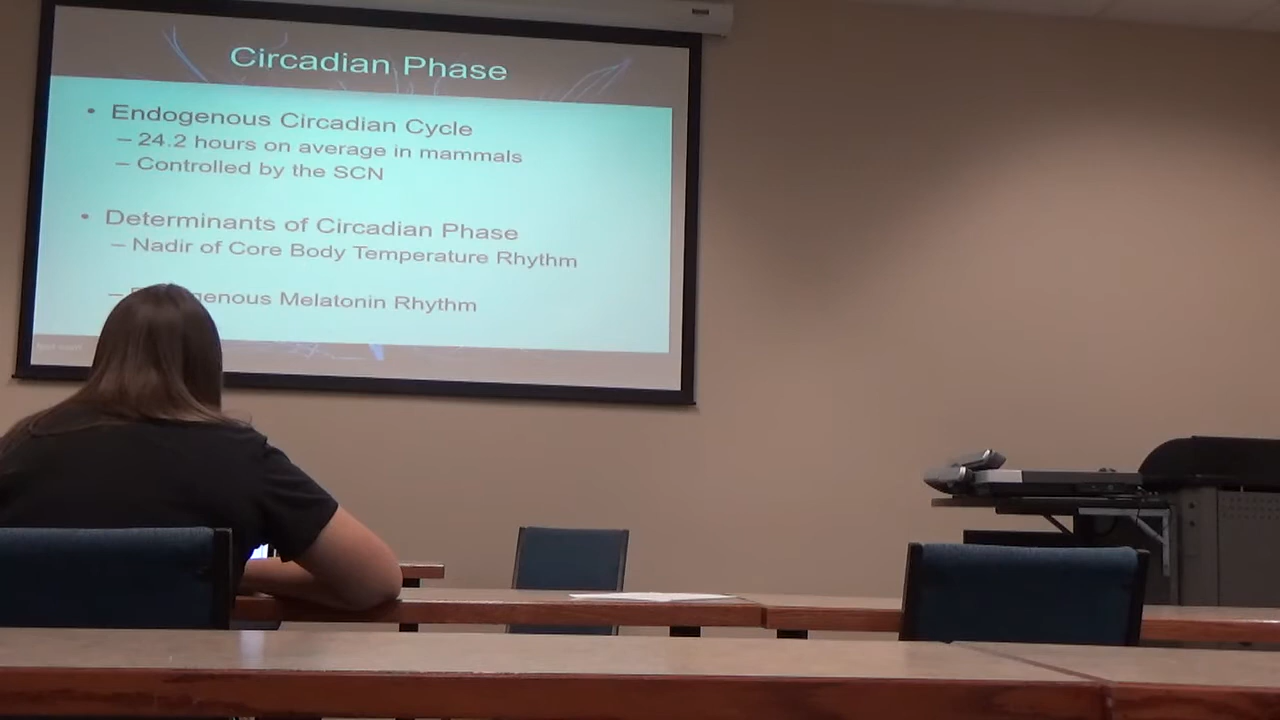 Circadian Phase
• Endogenous Circadian Cycle
– 24.2 hours on average in mammals
– Controlled by the SCN
• Determinants of Circadian Phase
– Nadir of Core Body Temperature Rhythm
– Melatonin Rhythm